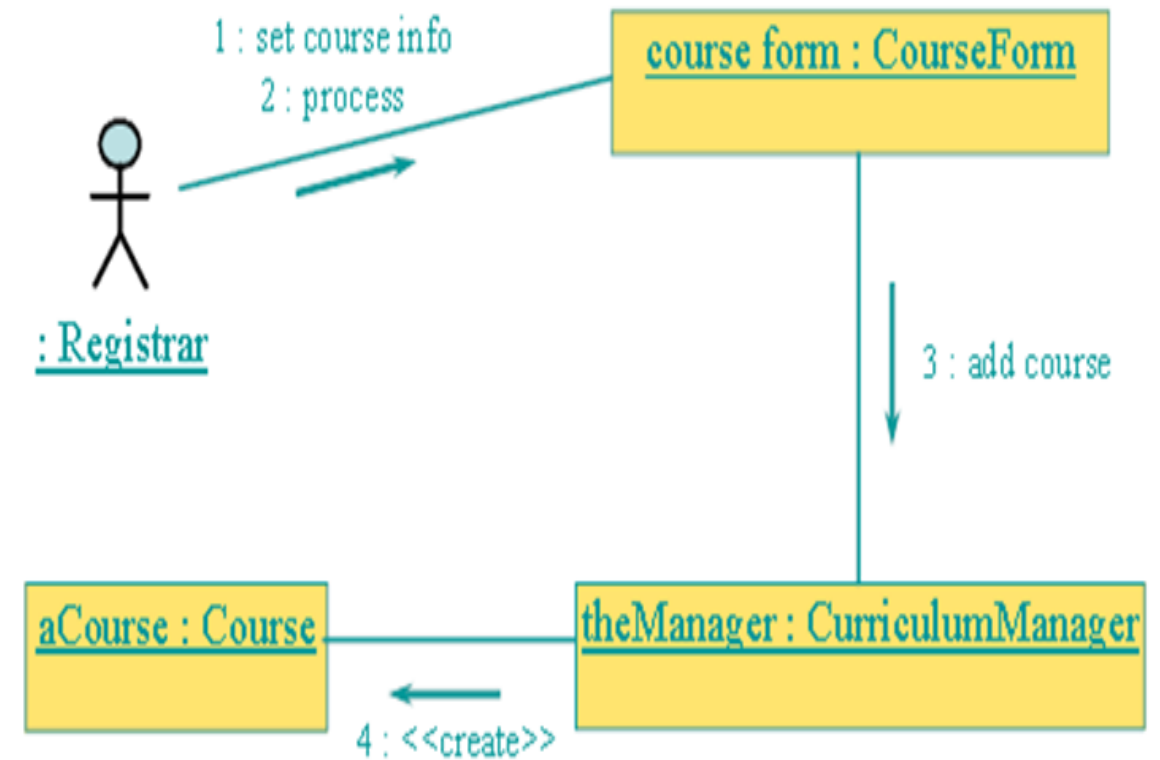 1 : set course info
2 : process
course form : CourseForm
: Registrar
3 : add course
aCourse : Course
theManager : CurriculumManager
4 : <<create>>